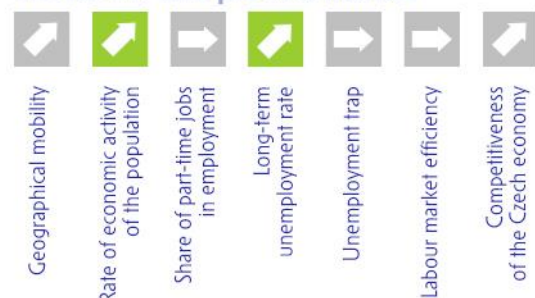 Geographical mobility
Rate of economic activity
of the population
Share of part-time jobs
in employment
Long-term
unemployment rate
Unemployment trap
Labour market efficiency
Competitiveness
of the Czech economy